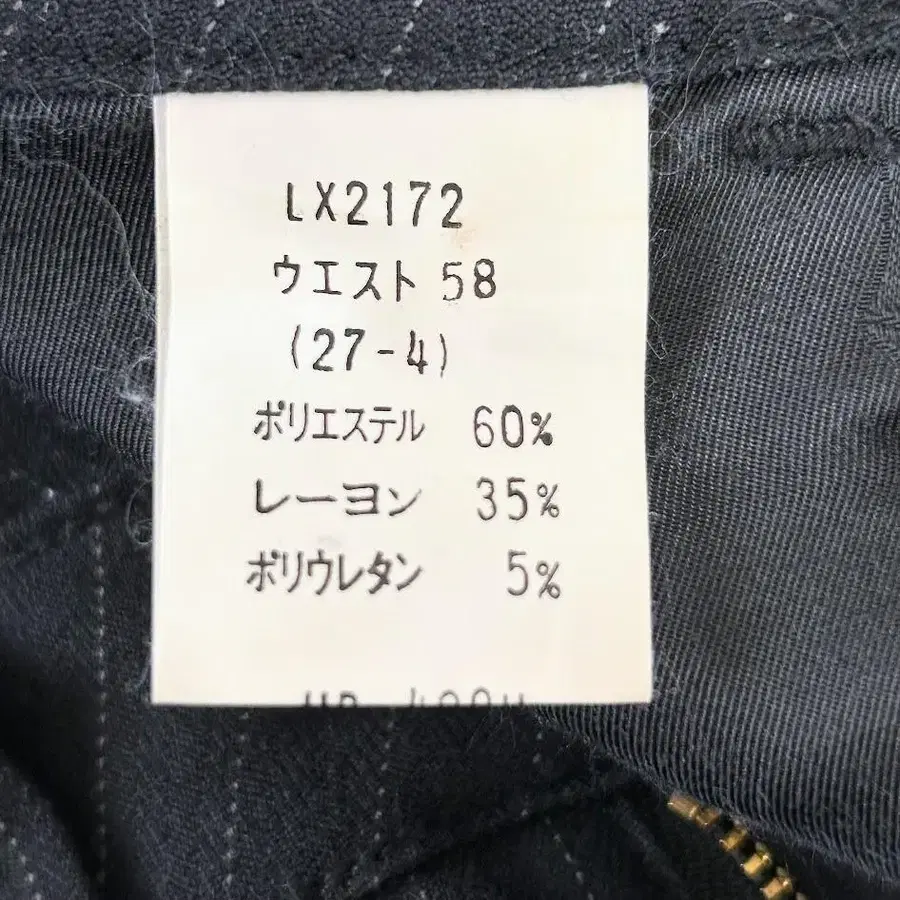 LX2172
ウエスト 58
(27-4)
ポリエステル 60%
レーヨン 35%
ポリウレタン 5%